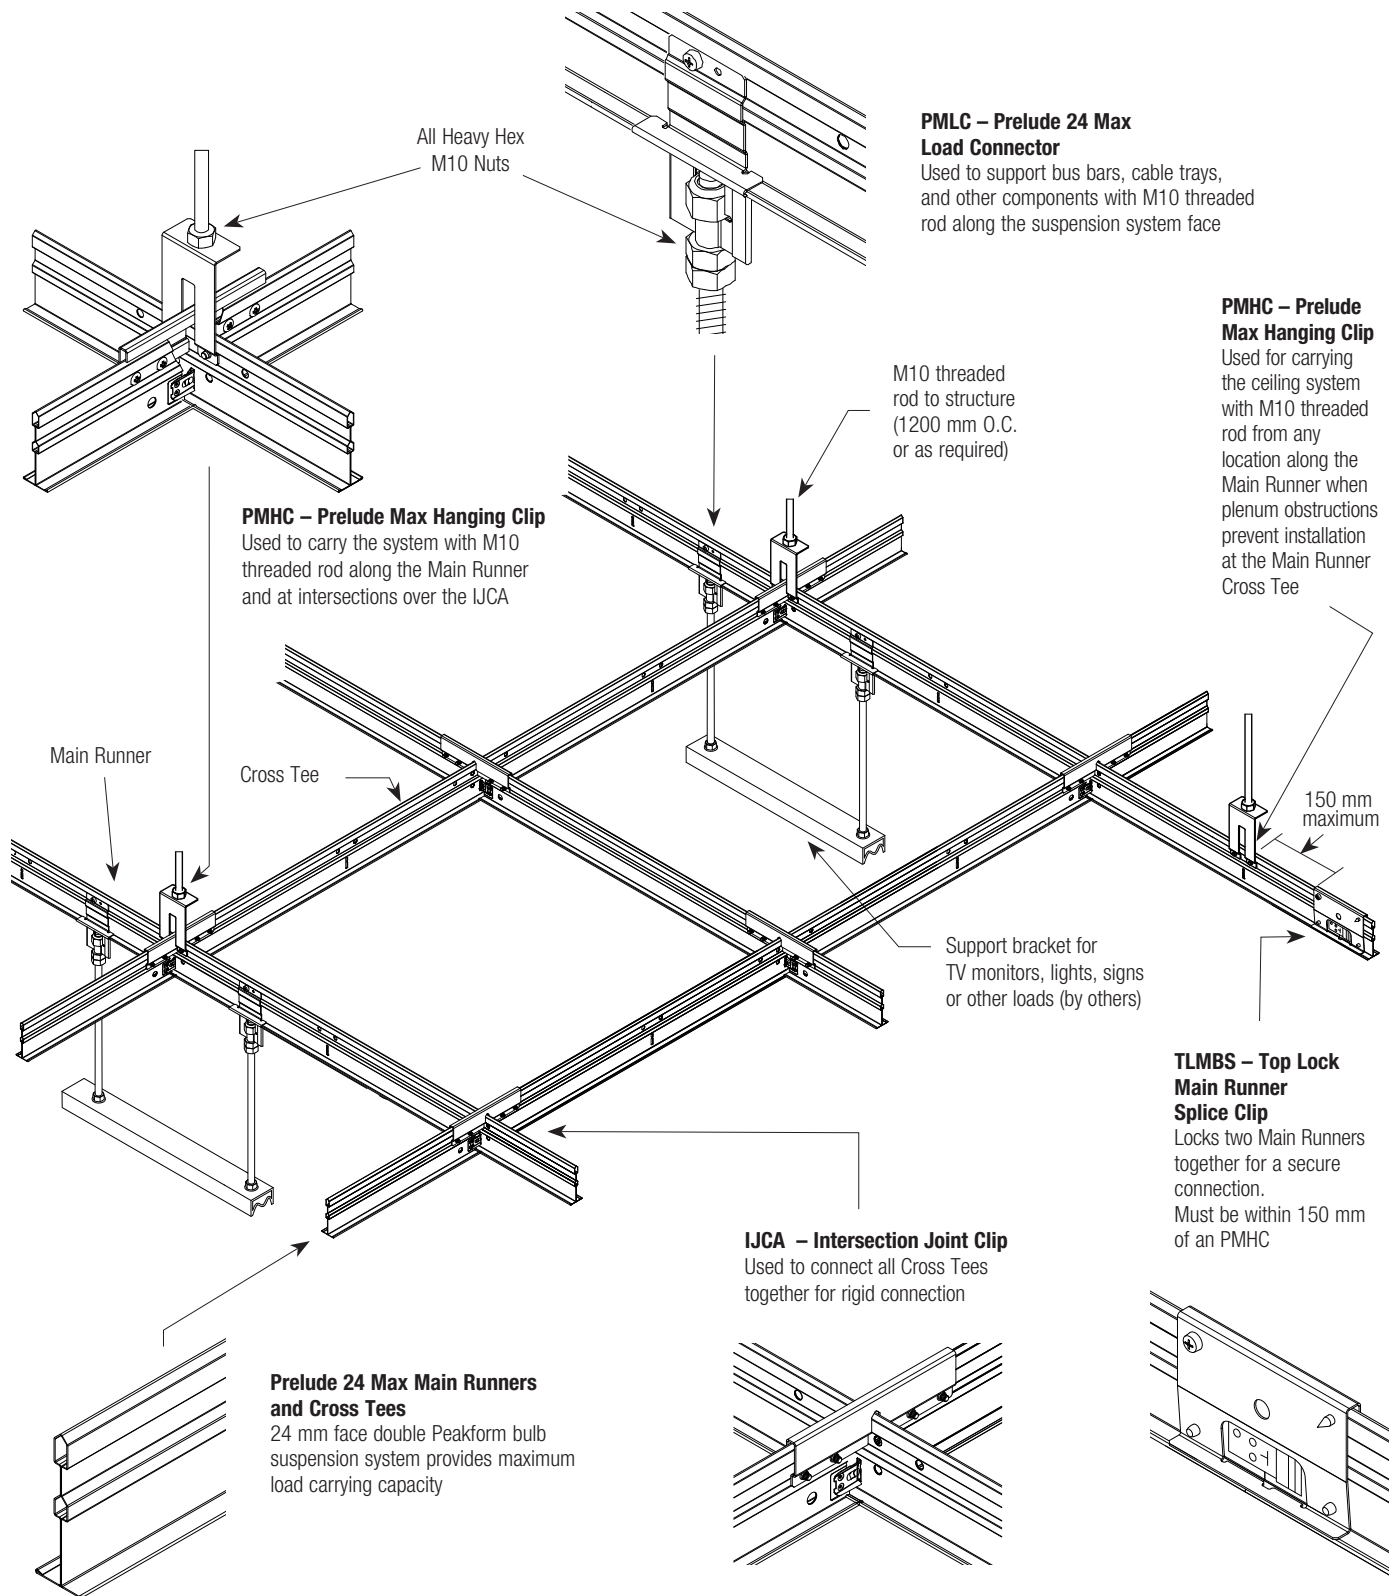 All Heavy Hex
M10 Nuts
PMLC – Prelude 24 Max
Load Connector
Used to support bus bars, cable trays,
and other components with M10 threaded
rod along the suspension system face
PMHC – Prelude
Max Hanging Clip
Used for carrying
the ceiling system
with M10 threaded
rod from any
location along the
Main Runner when
plenum obstructions
prevent installation
at the Main Runner
Cross Tee
M10 threaded
rod to structure
(1200 mm O.C.
or as required)
PMHC – Prelude Max Hanging Clip
Used to carry the system with M10
threaded rod along the Main Runner
and at intersections over the IJCA
Main Runner
Cross Tee
150 mm
maximum
Support bracket for
TV monitors, lights, signs
or other loads (by others)
TLMBS – Top Lock
Main Runner
Splice Clip
Locks two Main Runners
together for a secure
connection.
Must be within 150 mm
of an PMHC
IJCA – Intersection Joint Clip
Used to connect all Cross Tees
together for rigid connection
Prelude 24 Max Main Runners
and Cross Tees
24 mm face double Peakform bulb
suspension system provides maximum
load carrying capacity